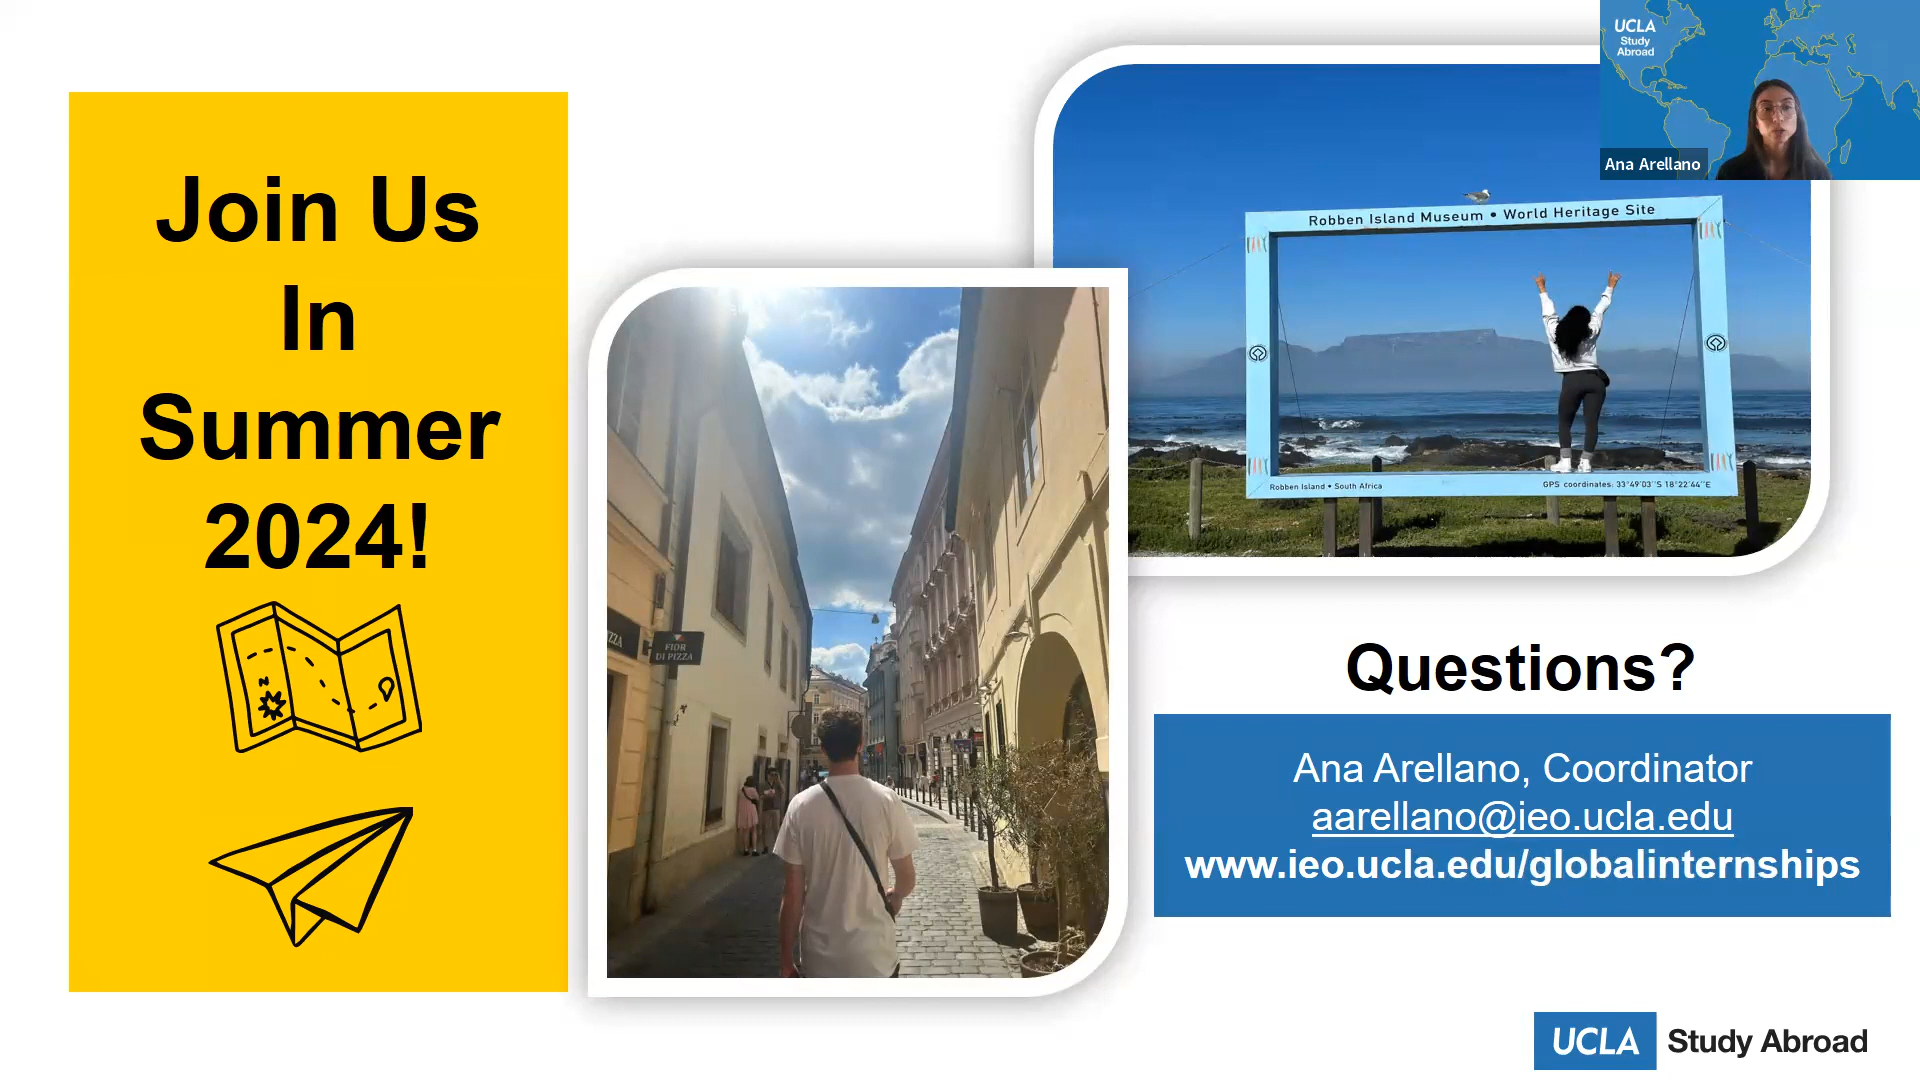 Join Us
In
Summer
2024!
N
ZZA
FIOR
DI PIZZA
Robben Island Museum • World Heritage Site
Robben Island • South Africa
GPS coordinates: 33°49'03''S 18°22'44''E
UCLA
Study
Abroad
Ana Arellano
Questions?
Ana Arellano, Coordinator
aarellano@ieo.ucla.edu
www.ieo.ucla.edu/globalinternships
UCLA Study Abroad